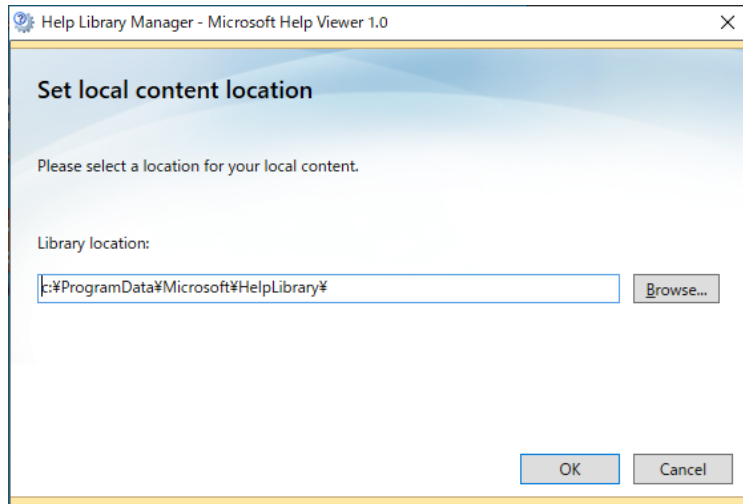 Help Library Manager - Microsoft Help Viewer 1.0
Set local content location
Please select a location for your local content.
Library location:
c:¥ProgramData¥Microsoft¥HelpLibrary¥
Browse...
OK
Cancel